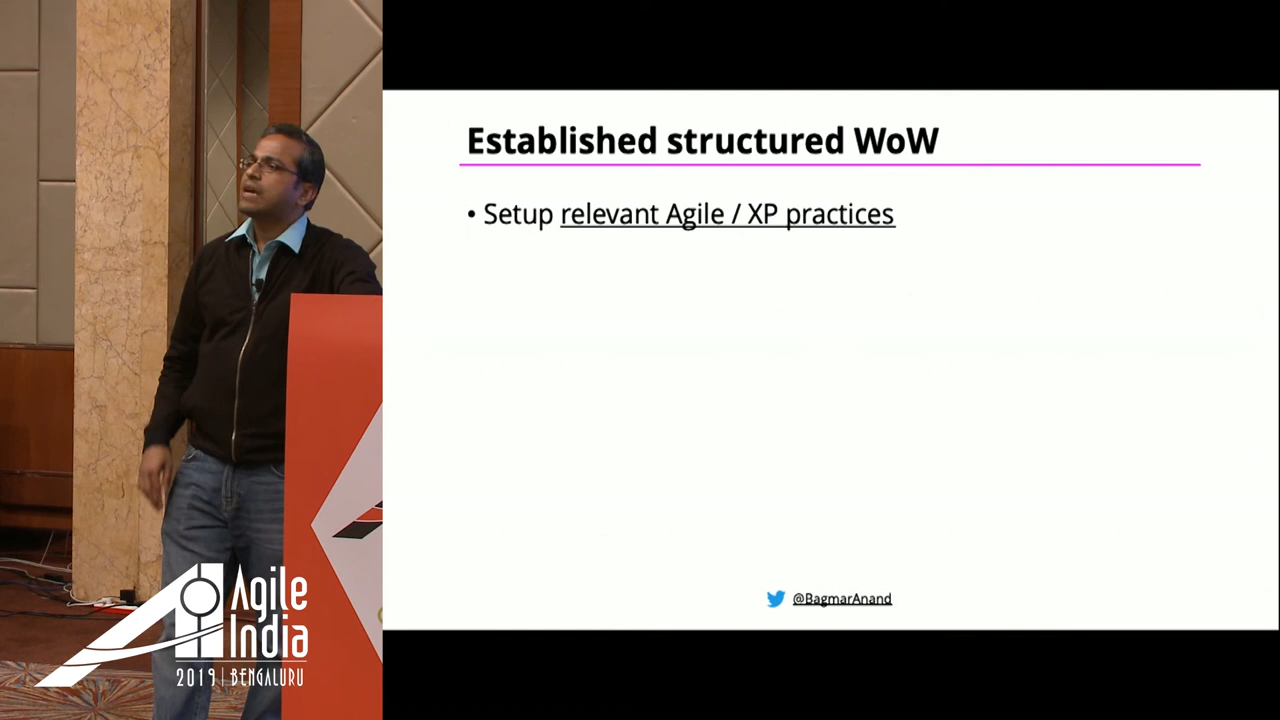 Established structured WoW
• Setup relevant Agile / XP practices
@BagmarAnand
Agile
India
2019 | BENGALURU